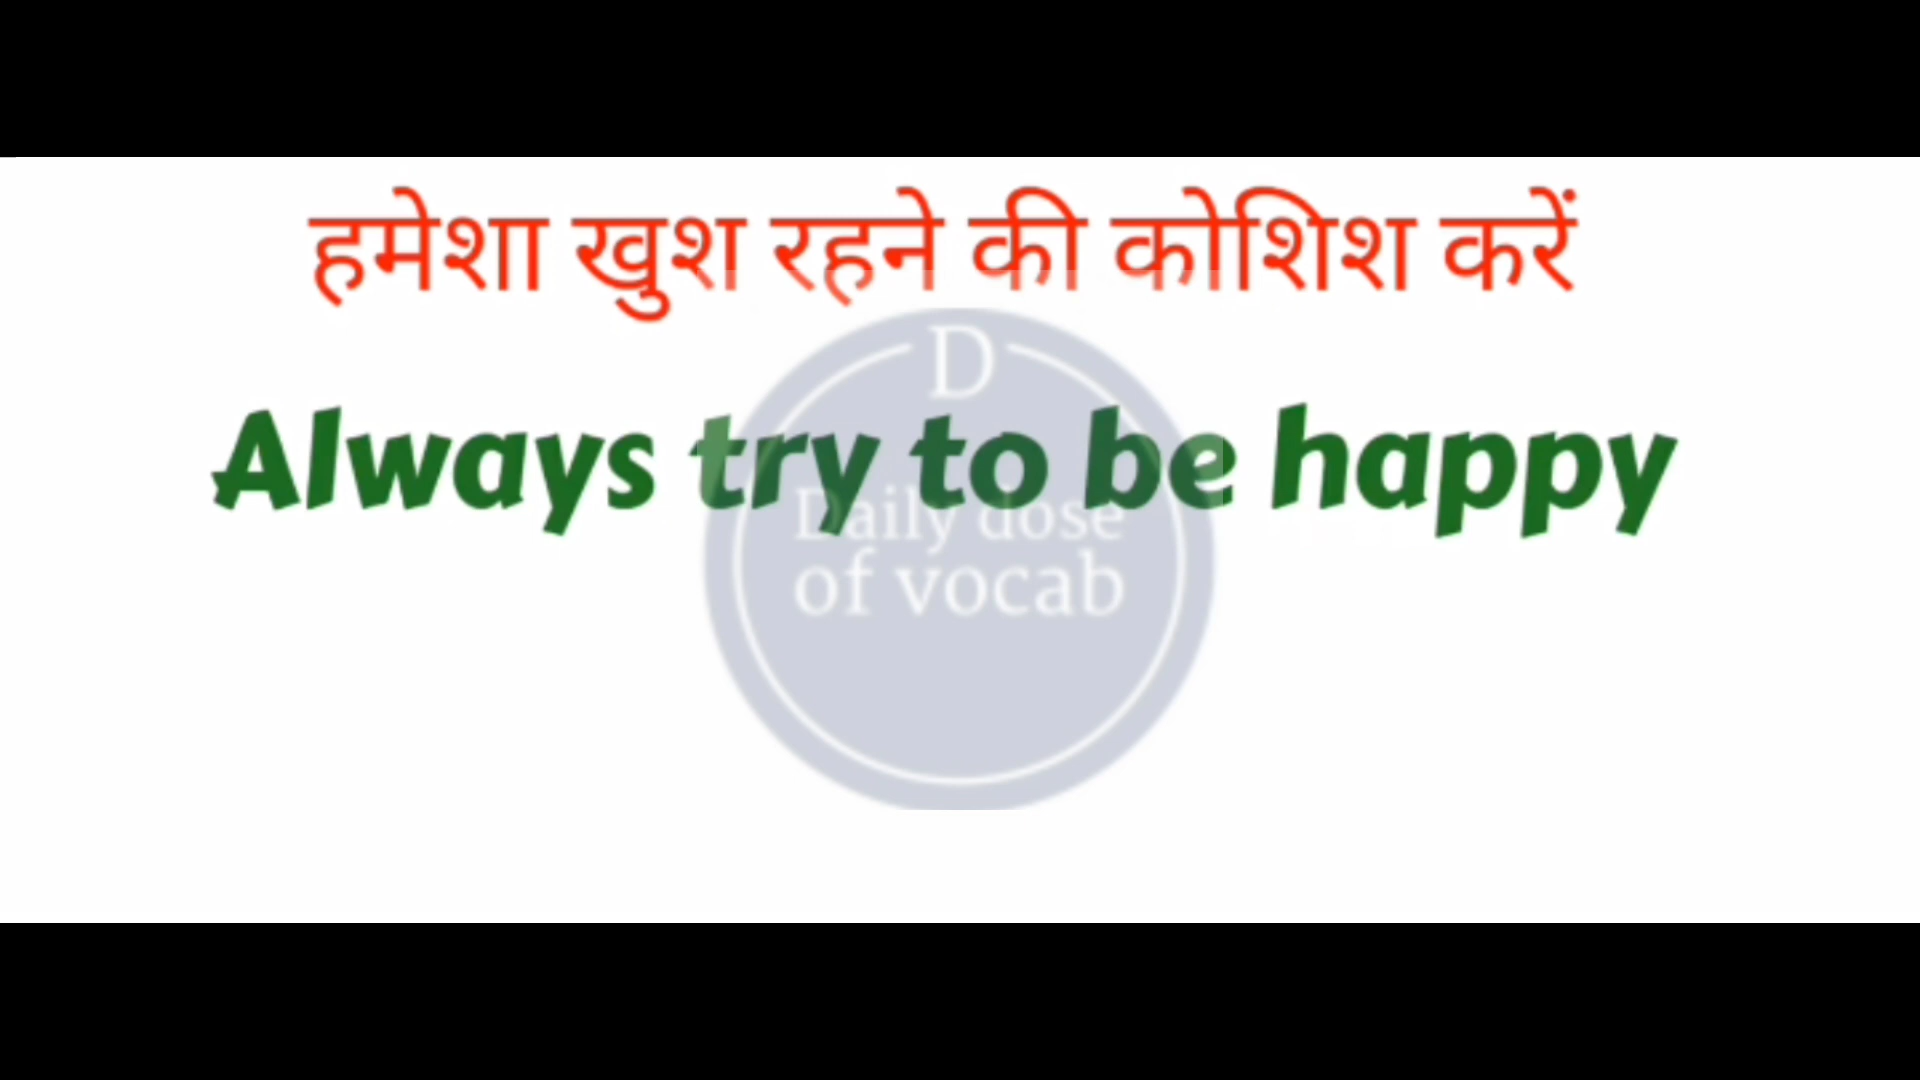 हमेशा खुश रहने की कोशिश करें
D
Always try to be happy
Daily dose
of vocab